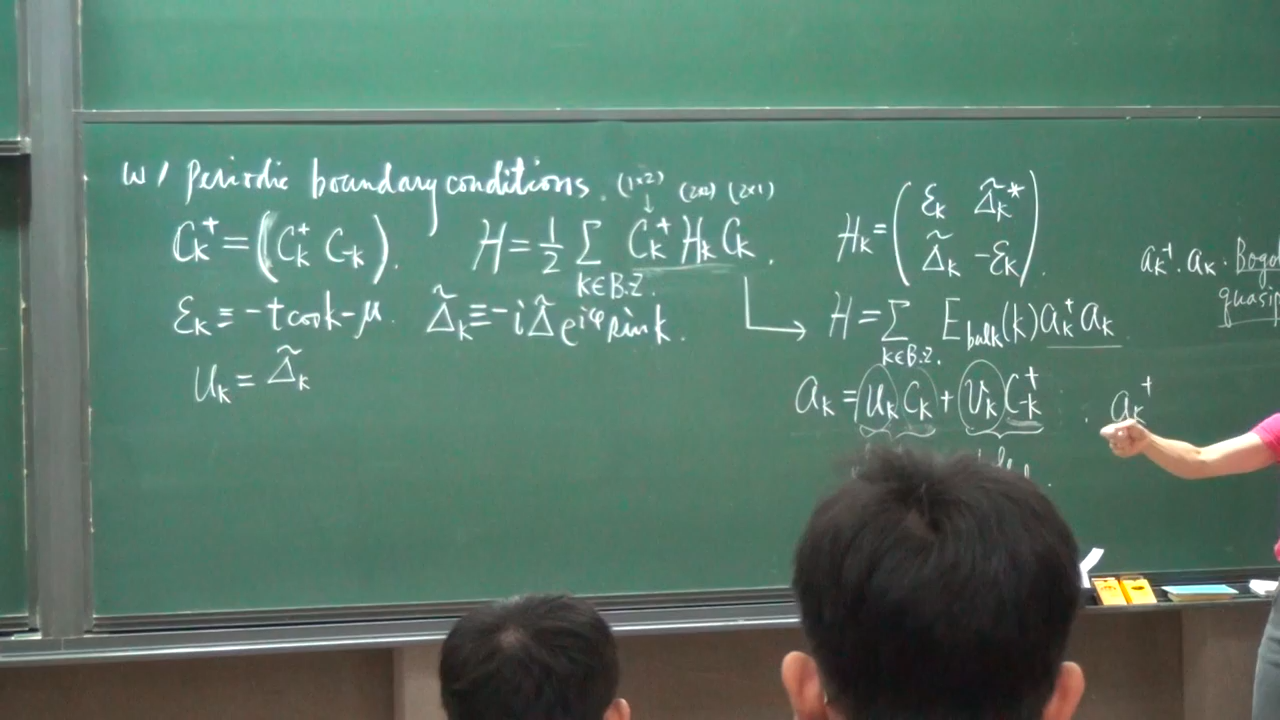 w/ periodic boundary conditions.
C_k^† = (C_k^† C_{-k}).
(1×2) (2×2) (2×1)
↓
H = 1/2 Σ_{k∈B.Z.} C_k^† H_k C_k.
H_k = ( ε_k Δ̃_k^*
Δ̃_k -ε_k ).
ε_k ≡ -t cos k - μ. Δ̃_k ≡ -i Δ̃ e^{iφ} sin k.
→ H = Σ_{k∈B.Z.} E_bulk(k) a_k^† a_k.
u_k = Δ̃_k
a_k = u_k C_k + v_k C_{-k}^†. a_k^†
a_k^†. a_k.